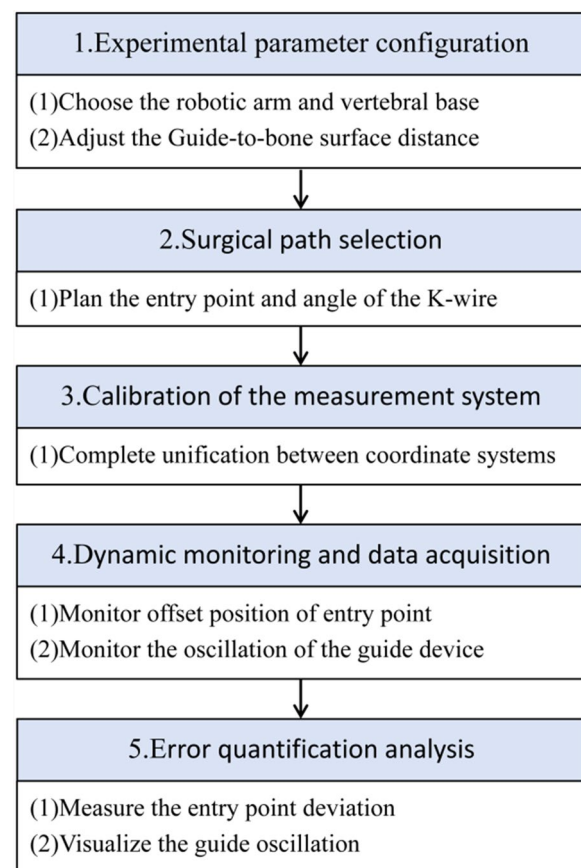 1.Experimental parameter configuration
(1)Choose the robotic arm and vertebral base
(2)Adjust the Guide-to-bone surface distance
2.Surgical path selection
(1)Plan the entry point and angle of the K-wire
3.Calibration of the measurement system
(1)Complete unification between coordinate systems
4.Dynamic monitoring and data acquisition
(1)Monitor offset position of entry point
(2)Monitor the oscillation of the guide device
5.Error quantification analysis
(1)Measure the entry point deviation
(2)Visualize the guide oscillation